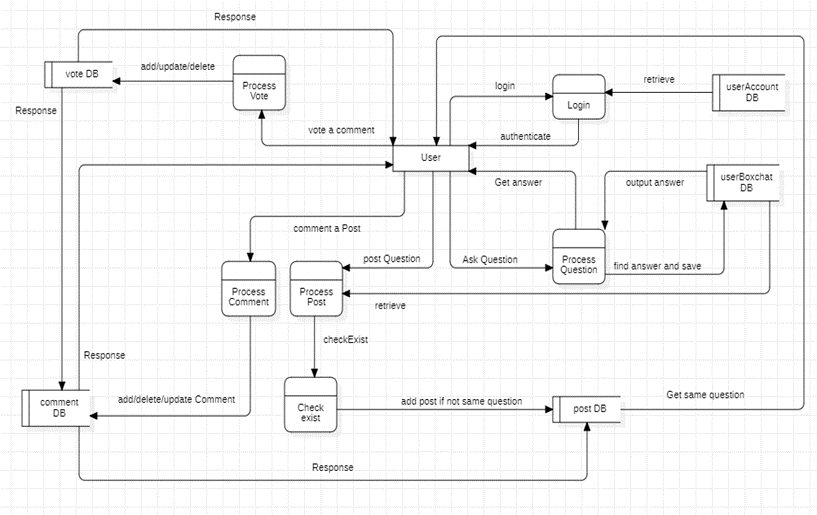 Response
add/update/delete
vote DB
Process
Vote
login
retrieve
userAccount
DB
Login
Response
vote a comment
authenticate
User
Get answer
output answer
userBoxchat
DB
comment a Post
post Question
Ask Question
Process
Question
find answer and save
Process
Comment
Process
Post
retrieve
checkExist
Response
comment
DB
add/delete/update Comment
Check
exist
add post if not same question
post DB
Get same question
Response